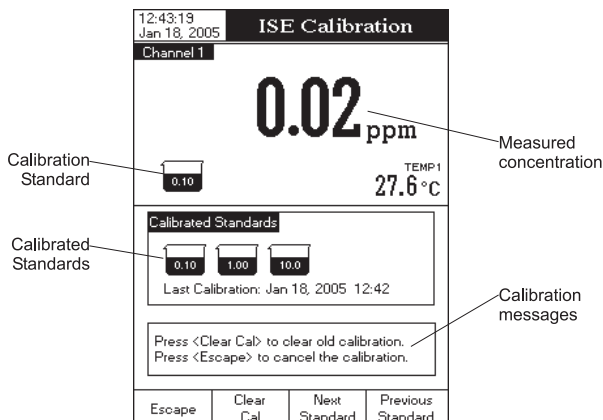 12:43:19
Jan 18, 2005
ISE Calibration
Channel 1
0.02 ppm
Measured
concentration
Calibration
Standard
0.10
TEMP1
27.6 °C
Calibrated Standards
Calibrated
Standards
0.10 1.00 10.0
Last Calibration: Jan 18, 2005 12:42
Calibration
messages
Press <Clear Cal> to clear old calibration.
Press <Escape> to cancel the calibration.
Escape
Clear
Cal
Next
Standard
Previous
Standard